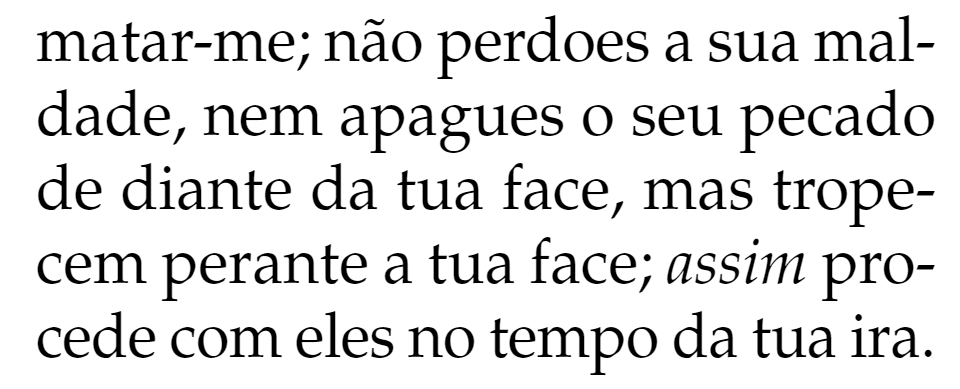 matar-me; não perdoes a sua mal-
dade, nem apagues o seu pecado
de diante da tua face, mas trope-
cem perante a tua face; assim pro-
cede com eles no tempo da tua ira.